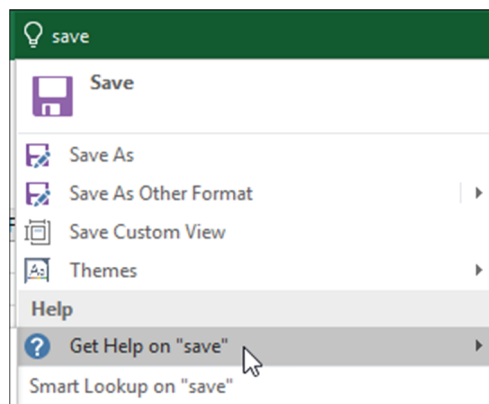 save
Save
Save As
Save As Other Format
Save Custom View
Themes
Help
Get Help on "save"
Smart Lookup on "save"